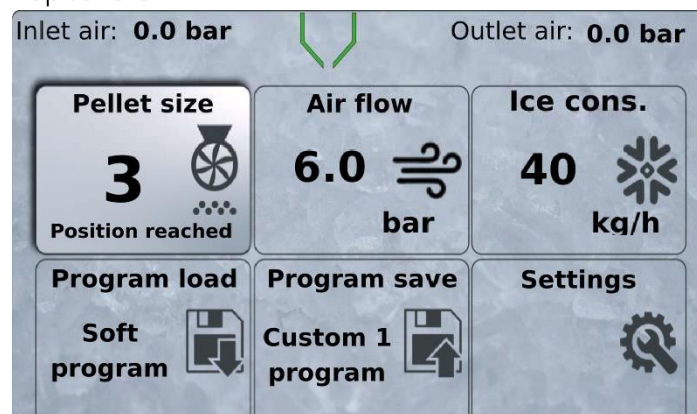 Inlet air: 0.0 bar
Outlet air: 0.0 bar
Pellet size
3
Position reached
Air flow
6.0
bar
Ice cons.
40
kg/h
Program load
Soft
program
Program save
Custom 1
program
Settings